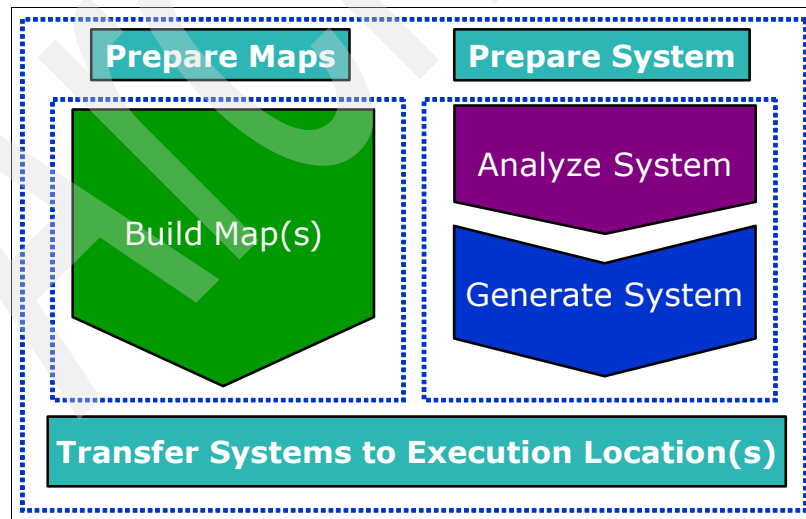 Prepare Maps
Prepare System
Build Map(s)
Analyze System
Generate System
Transfer Systems to Execution Location(s)